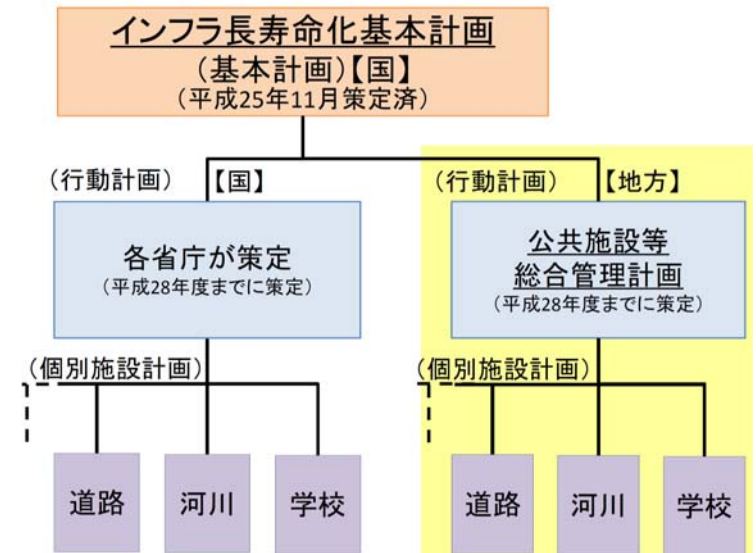 インフラ長寿命化基本計画
(基本計画)【国】
(平成25年11月策定済)
(行動計画)
【国】
各省庁が策定
(平成28年度までに策定)
(個別施設計画)
道路
河川
学校
(行動計画)
【地方】
公共施設等
総合管理計画
(平成28年度までに策定)
(個別施設計画)
道路
河川
学校